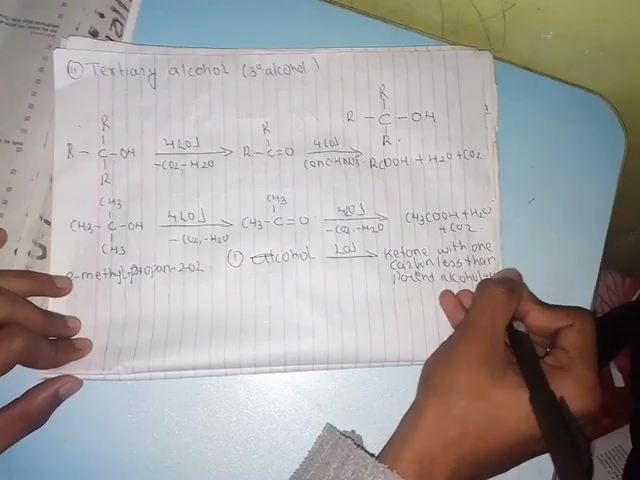 (ii) Tertiary alcohol (3° alcohol)
R
R-C-OH
R
R
R-C-OH 4[O] -CO2, -H2O
R
R
R-C=O 4[O] Conc.HNO3 RCOOH + H2O + CO2
CH3
CH3-C-OH 4[O] -CO2, -H2O
CH3
CH3
CH3-C=O 4[O] -CO2, -H2O CH3COOH + H2O
+ CO2
2-methyl-propan-2-OL
(i) alcohol [O] ketone with one
carbon less than
parent alcohol